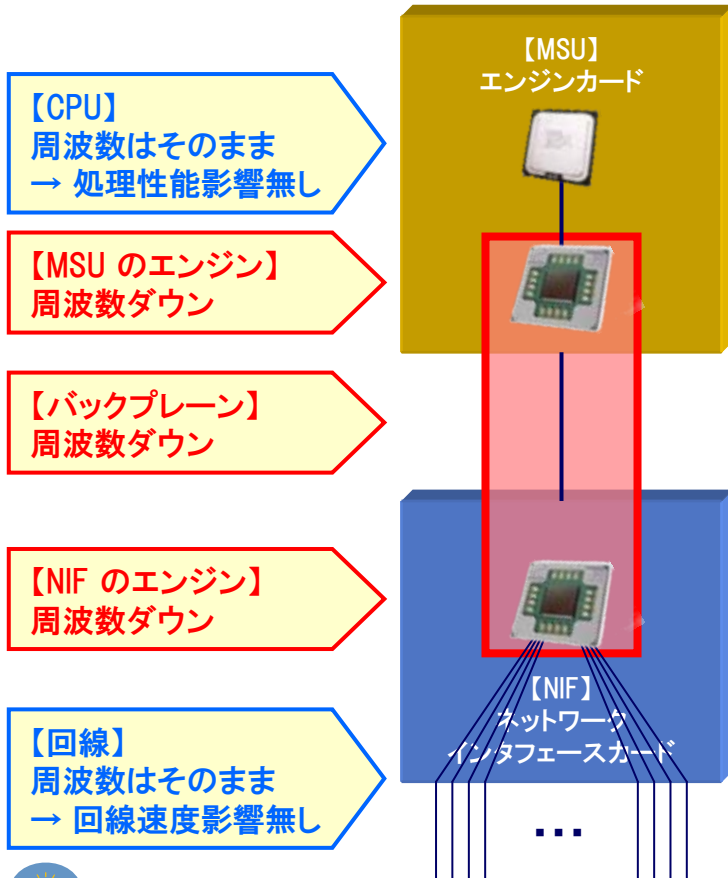 【MSU】
エンジンカード
【CPU】
周波数はそのまま
→ 処理性能影響無し
【MSU のエンジン】
周波数ダウン
【バックプレーン】
周波数ダウン
【NIF のエンジン】
周波数ダウン
【NIF】
ネットワーク
インタフェースカード
【回線】
周波数はそのまま
→ 回線速度影響無し
...